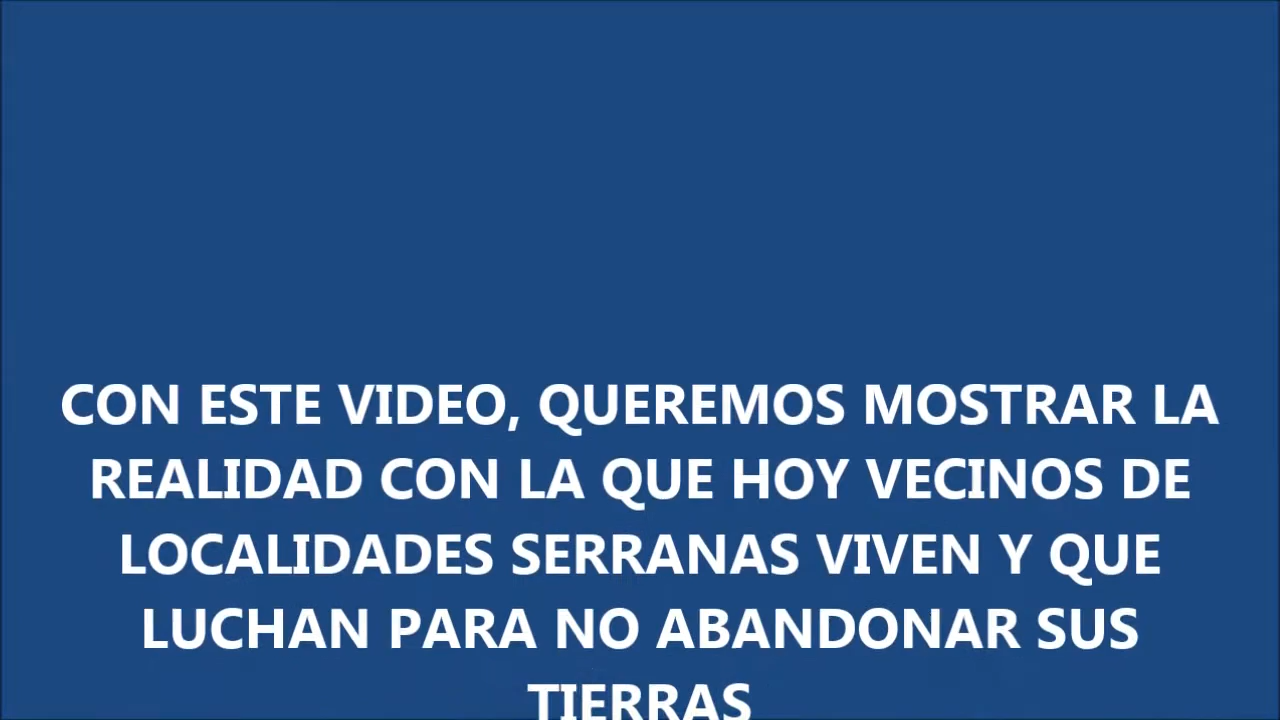 CON ESTE VIDEO, QUEREMOS MOSTRAR LA
REALIDAD CON LA QUE HOY VECINOS DE
LOCALIDADES SERRANAS VIVEN Y QUE
LUCHAN PARA NO ABANDONAR SUS
TIERRAS